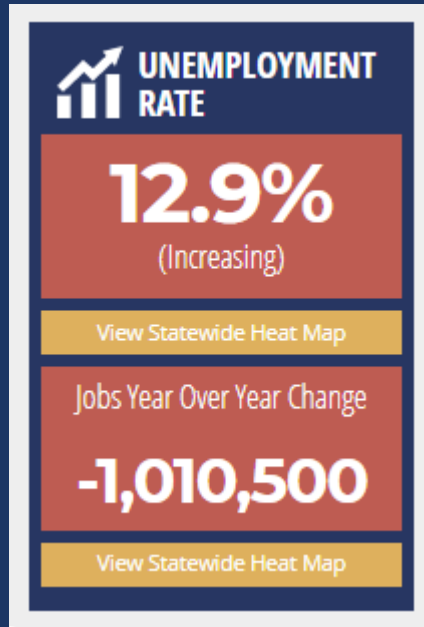 UNEMPLOYMENT
RATE
12.9%
(Increasing)
View Statewide Heat Map
Jobs Year Over Year Change
-1,010,500
View Statewide Heat Map